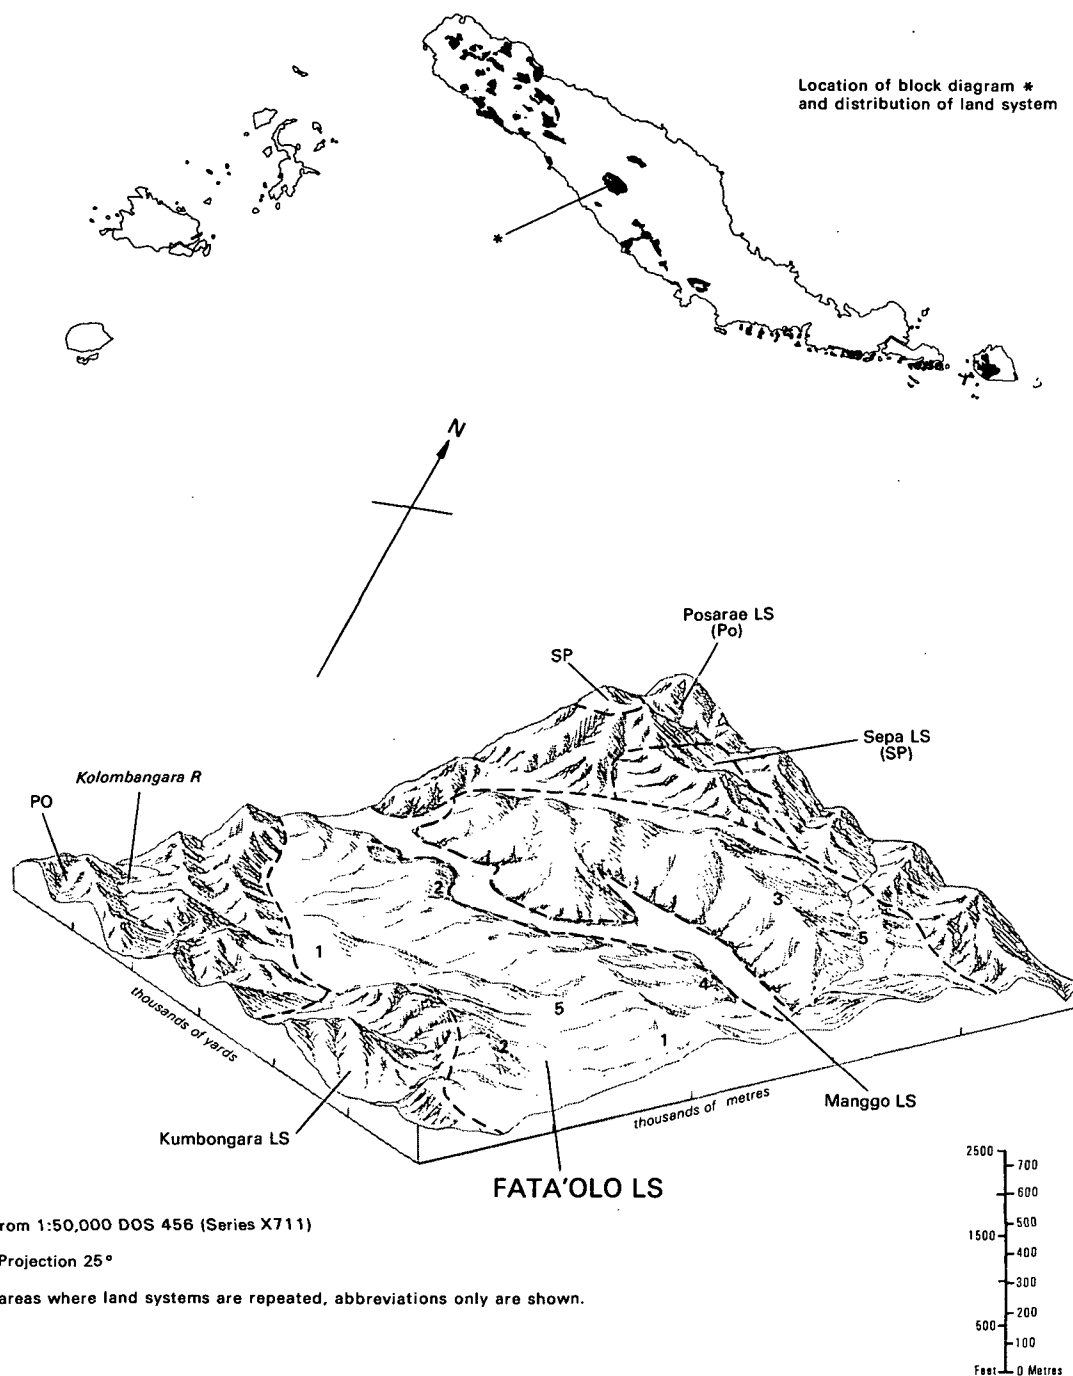 Location of block diagram *
and distribution of land system
*
N
Posarae LS
(Po)
SP
Sepa LS
(SP)
Kolombangara R
PO
2
3
5
1
4
5
2
1
thousands of yards
thousands of metres
Manggo LS
Kumbongara LS
FATA'OLO LS
2500
700
600
500
1500
400
300
200
500
100
Feet 0 Metres
rom 1:50,000 DOS 456 (Series X711)
Projection 25°
areas where land systems are repeated, abbreviations only are shown.